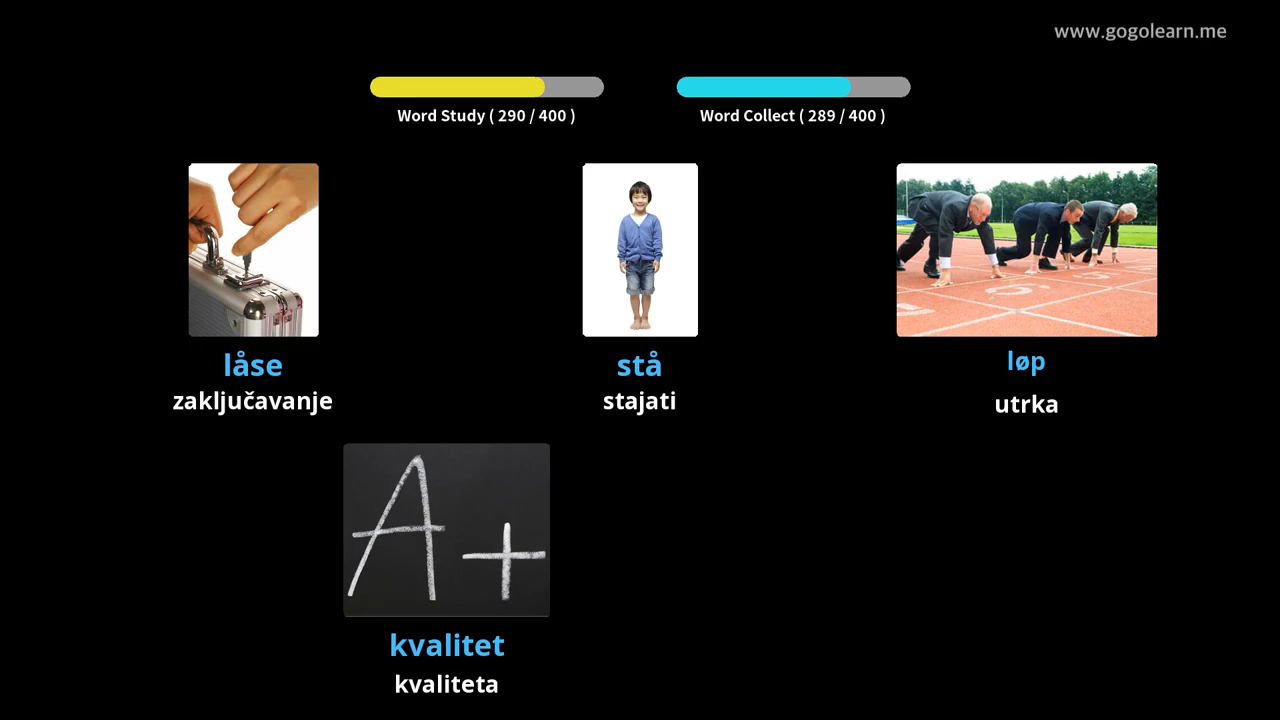 www.gogolearn.me
Word Study ( 290 / 400 )
Word Collect ( 289 / 400 )
låse
zaključavanje
stå
stajati
løp
utrka
A+
kvalitet
kvaliteta